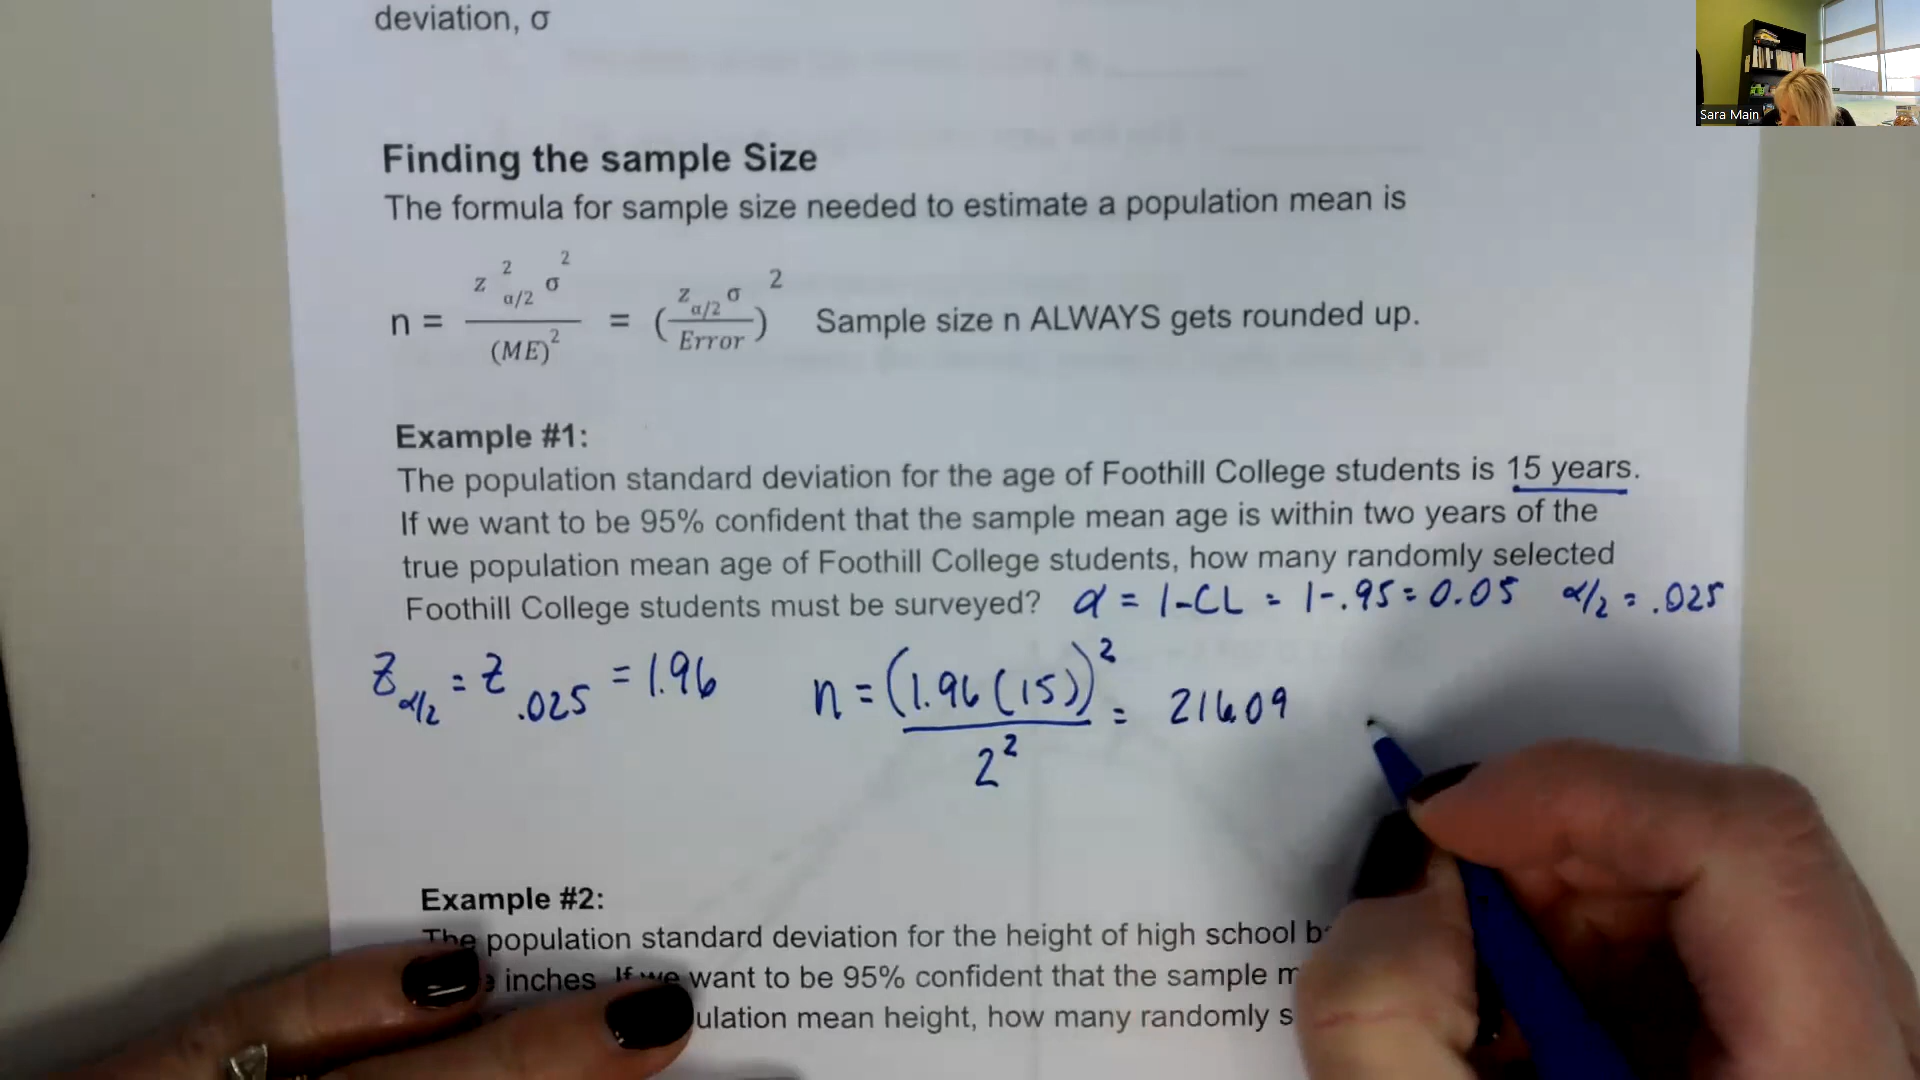 deviation, σ
Sara Main
Finding the sample Size
The formula for sample size needed to estimate a population mean is
n = z²α/2 σ² / (ME)² = (zα/2 σ / Error)² Sample size n ALWAYS gets rounded up.
Example #1:
The population standard deviation for the age of Foothill College students is 15 years.
If we want to be 95% confident that the sample mean age is within two years of the
true population mean age of Foothill College students, how many randomly selected
Foothill College students must be surveyed? α = 1-CL = 1-.95 = 0.05 α/2 = .025
Zα/2 = Z.025 = 1.96 n = (1.96(15))² / 2² = 216.09
Example #2:
The population standard deviation for the height of high school
inches. If we want to be 95% confident that the sample
mean height, how many randomly